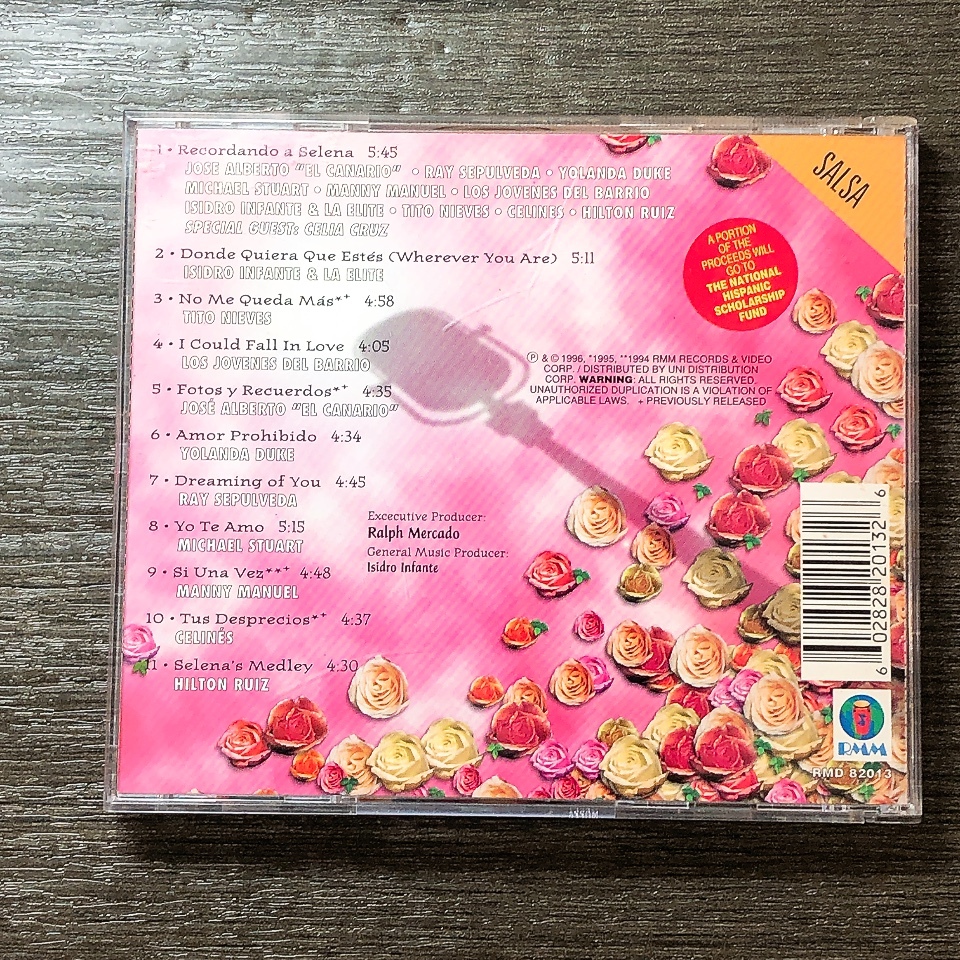 1 • Recordando a Selena 5:45
JOSE ALBERTO "EL CANARIO" • RAY SEPULVEDA • YOLANDA DUKE
MICHAEL STUART • MANNY MANUEL • LOS JOVENES DEL BARRIO
ISIDRO INFANTE & LA ELITE • TITO NIEVES • CELINES • HILTON RUIZ
SPECIAL GUEST: CELIA CRUZ
2 • Donde Quiera Que Estés (Wherever You Are) 5:11
ISIDRO INFANTE & LA ELITE
3 • No Me Queda Más*+ 4:58
TITO NIEVES
4 • I Could Fall In Love 4:05
LOS JOVENES DEL BARRIO
5 • Fotos y Recuerdos*+ 4:35
JOSÉ ALBERTO "EL CANARIO"
6 • Amor Prohibido 4:34
YOLANDA DUKE
7 • Dreaming of You 4:45
RAY SEPULVEDA
8 • Yo Te Amo 5:15
MICHAEL STUART
9 • Si Una Vez**+ 4:48
MANNY MANUEL
10 • Tus Desprecios*+ 4:37
CELINÉS
11 • Selena's Medley 4:30
HILTON RUIZ
Excecutive Producer:
Ralph Mercado
General Music Producer:
Isidro Infante
SALSA
A PORTION
OF THE
PROCEEDS WILL
GO TO
THE NATIONAL
HISPANIC
SCHOLARSHIP
FUND
℗ & © 1996, *1995, **1994 RMM RECORDS & VIDEO
CORP. / DISTRIBUTED BY UNI DISTRIBUTION
CORP. WARNING: ALL RIGHTS RESERVED.
UNAUTHORIZED DUPLICATION IS A VIOLATION OF
APPLICABLE LAWS. + PREVIOUSLY RELEASED
6 02828 20132 6
RMM
RMD 82013